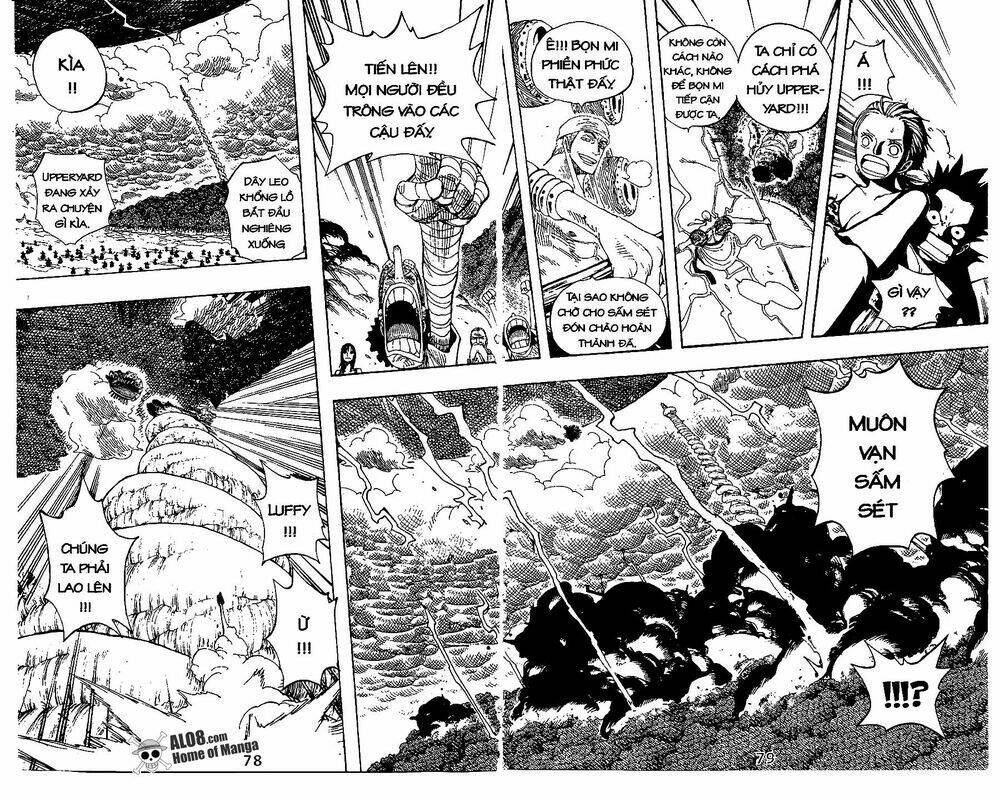 Á
!!!
GÌ VẬY
??
TA CHỈ CÓ
CÁCH PHÁ
HỦY UPPER-
YARD!!!
KHÔNG CÒN
CÁCH NÀO
KHÁC, KHÔNG
ĐỂ BỌN MI
TIẾP CẬN
ĐƯỢC TA.
Ê!!! BỌN MI
PHIỀN PHỨC
THẬT ĐẤY.
TẠI SAO KHÔNG
CHỜ CHO SẤM SÉT
ĐÓN CHÀO HOÀN
THÀNH ĐÃ.
TIẾN LÊN!!
MỌI NGƯỜI ĐỀU
TRÔNG VÀO CÁC
CẬU ĐẤY.
KÌA
!!
DÂY LEO
KHỔNG LỒ
BẮT ĐẦU
NGHIÊNG
XUỐNG
UPPERYARD
ĐANG XẢY
RA CHUYỆN
GÌ KÌA.
MUÔN
VẠN
SẤM
SÉT
!!!?
LUFFY
!!!
CHÚNG
TA PHẢI
LAO LÊN
!!!
Ừ
!!!
AL08.com
Home of Manga
78
79